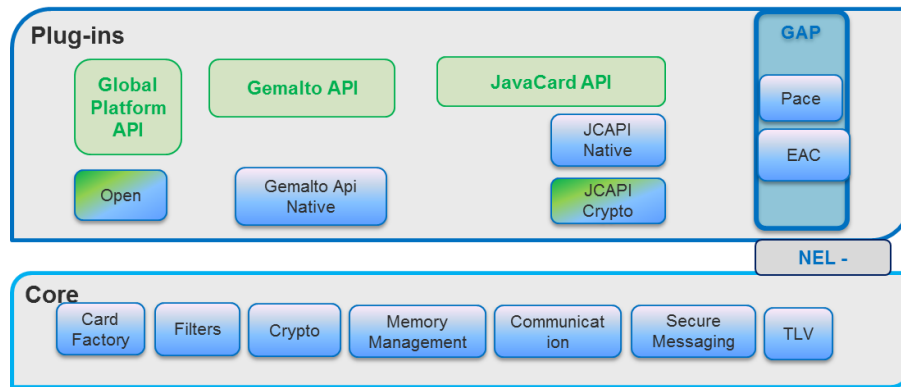 Plug-ins
GAP
Global
Platform
API
Gemalto API
JavaCard API
Pace
JCAPI
Native
EAC
Open
Gemalto Api
Native
JCAPI
Crypto
NEL -
Core
Card
Factory
Filters
Crypto
Memory
Management
Communicat
ion
Secure
Messaging
TLV